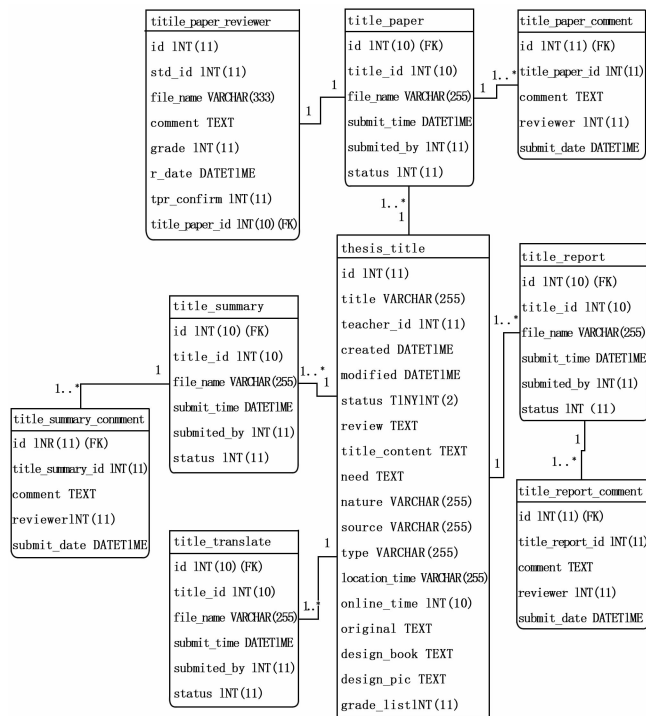 titile_paper_reviewer
id lNT(11)
std_id lNT(11)
file_name VARCHAR(333)
comment TEXT
grade lNT(11)
r_date DATETlME
tpr_confirm lNT(11)
title_paper_id lNT(10)(FK)
1
1
title_paper
id lNT(10)(FK)
title_id lNT(10)
file_name VARCHAR(255)
submit_time DATETlME
submited_by lNT(11)
status lNT(11)
1
1..*
title_paper_comment
id lNT(11)(FK)
title_paper_id lNT(11)
comment TEXT
reviewer lNT(11)
submit_date DATETlME
1..*
1
thesis_title
id lNT(11)
title VARCHAR(255)
teacher_id lNT(11)
created DATETlME
modified DATETlME
status TlNYlNT(2)
review TEXT
title_content TEXT
need TEXT
nature VARCHAR(255)
source VARCHAR(255)
type VARCHAR(255)
location_time VARCHAR(255)
online_time lNT(10)
original TEXT
design_book TEXT
design_pic TEXT
grade_listlNT(11)
title_summary
id lNT(10)(FK)
title_id lNT(10)
file_name VARCHAR(255)
submit_time DATETlME
submited_by lNT(11)
status lNT(11)
1..*
1
1
1..*
title_summary_conmment
id lNR(11)(FK)
title_summary_id lNT(11)
comment TEXT
reviewerlNT(11)
submit_date DATETlME
title_translate
id lNT(10)(FK)
title_id lNT(10)
file_name VARCHAR(255)
submit_time DATETlME
submited_by lNT(11)
status lNT(11)
1
1..*
title_report
id lNT(10)(FK)
title_id lNT(10)
file_name VARCHAR(255)
submit_time DATETlME
submited_by lNT(11)
status lNT (11)
1..*
1
1
1..*
title_report_comment
id lNT(11)(FK)
title_report_id lNT(11)
comment TEXT
reviewer lNT(11)
submit_date DATETlME